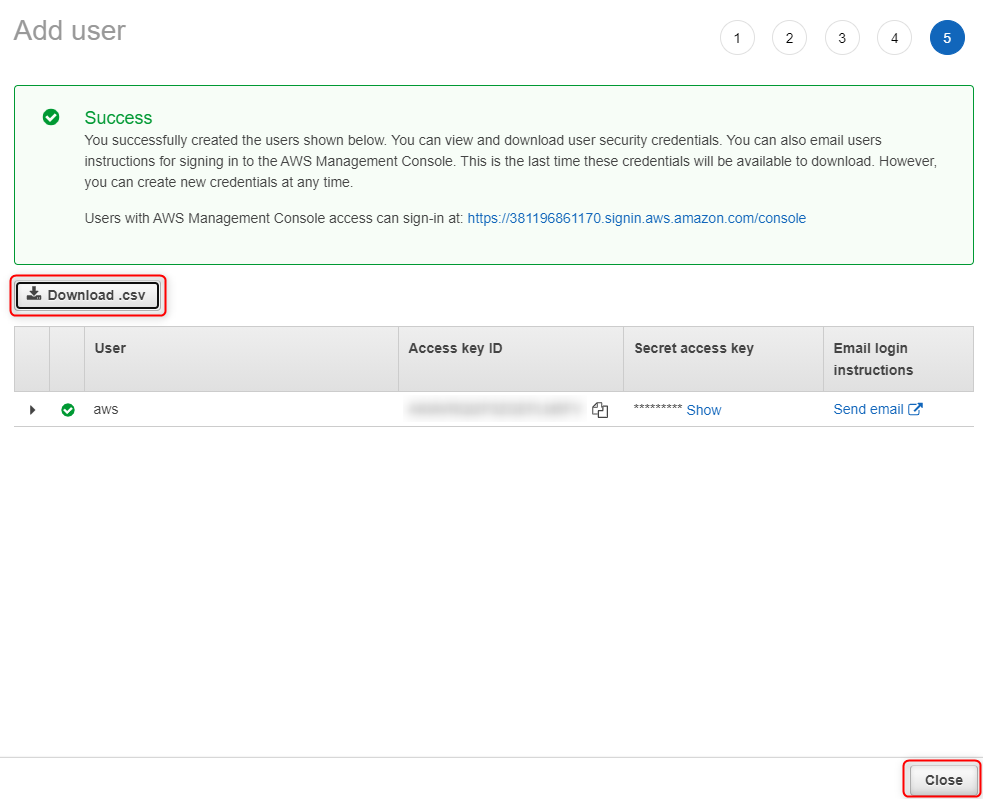 Add user
1 2 3 4 5
Success
You successfully created the users shown below. You can view and download user security credentials. You can also email users
instructions for signing in to the AWS Management Console. This is the last time these credentials will be available to download. However,
you can create new credentials at any time.
Users with AWS Management Console access can sign-in at: https://381196861170.signin.aws.amazon.com/console
Download .csv
User Access key ID Secret access key Email login
instructions
aws ********* Show Send email
Close